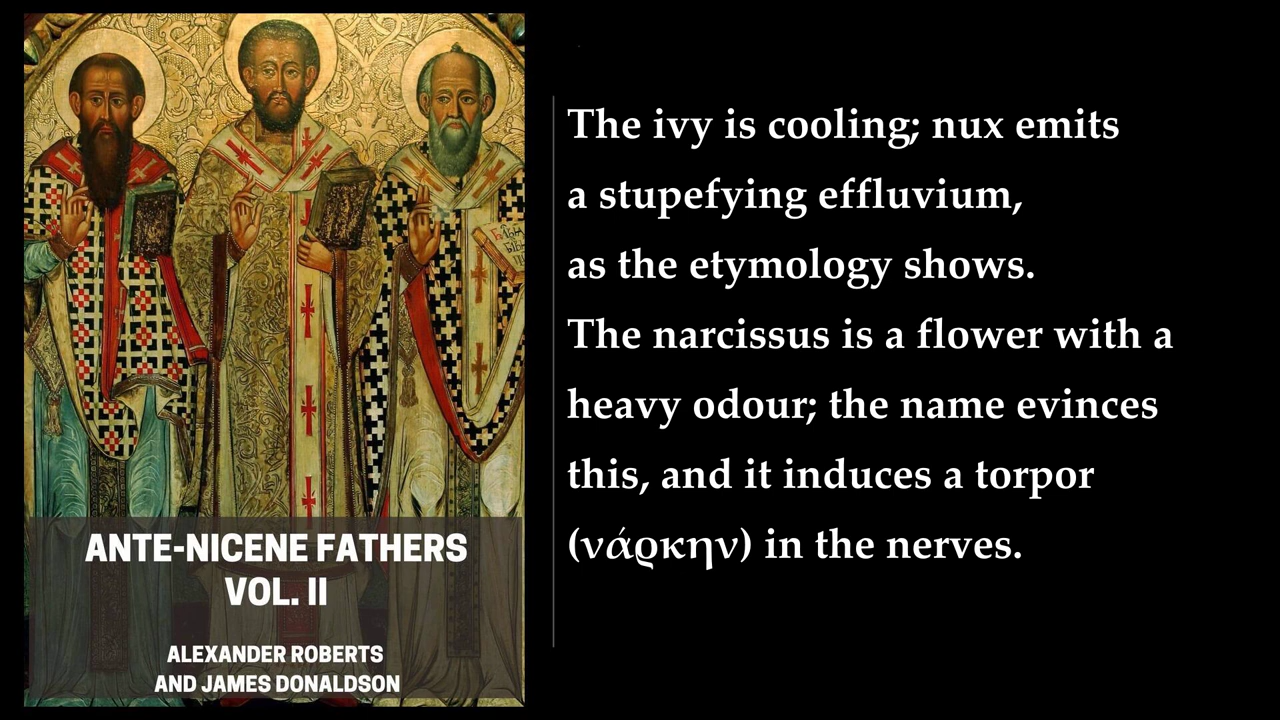 ANTE-NICENE FATHERS
VOL. II
ALEXANDER ROBERTS
AND JAMES DONALDSON
The ivy is cooling; nux emits
a stupefying effluvium,
as the etymology shows.
The narcissus is a flower with a
heavy odour; the name evinces
this, and it induces a torpor
(νάρκην) in the nerves.